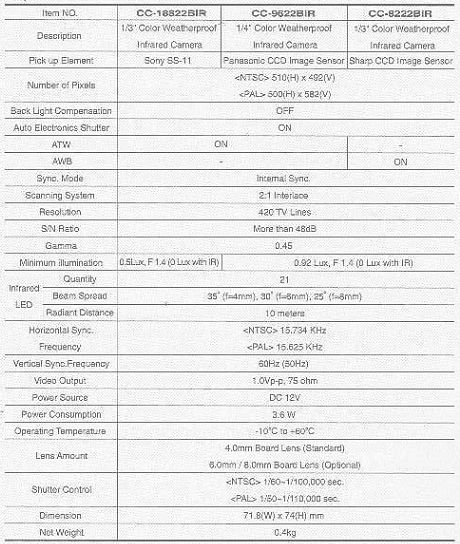 Item NO. CC-18822BIR CC-9622BIR CC-8222BIR
Description 1/3" Color Weatherproof Infrared Camera 1/4" Color Weatherproof Infrared Camera 1/3" Color Weatherproof Infrared Camera
Pick up Element Sony SS-11 Panasonic CCD Image Sensor Sharp CCD Image Sensor
Number of Pixels <NTSC> 510(H) x 492(V)
<PAL> 500(H) x 582(V)
Back Light Compensation OFF
Auto Electronics Shutter ON
ATW ON -
AWB - ON
Sync. Mode Internal Sync.
Scanning System 2:1 Interlace
Resolution 420 TV Lines
S/N Ratio More than 48dB
Gamma 0.45
Minimum illumination 0.5Lux, F 1.4 (0 Lux with IR) 0.92 Lux, F 1.4 (0 Lux with IR)
Infrared LED
Quantity 21
Beam Spread 35° (f=4mm), 30° (f=6mm), 25° (f=8mm)
Radiant Distance 10 meters
Horizontal Sync. Frequency <NTSC> 15.734 KHz
<PAL> 15.625 KHz
Vertical Sync.Frequency 60Hz (50Hz)
Video Output 1.0Vp-p, 75 ohm
Power Source DC 12V
Power Consumption 3.6 W
Operating Temperature -10°C to +60°C
Lens Amount 4.0mm Board Lens (Standard)
6.0mm / 8.0mm Board Lens (Optional)
Shutter Control <NTSC> 1/60~1/100,000 sec.
<PAL> 1/50~1/110,000 sec.
Dimension 71.8(W) x 74(H) mm
Net Weight 0.4kg